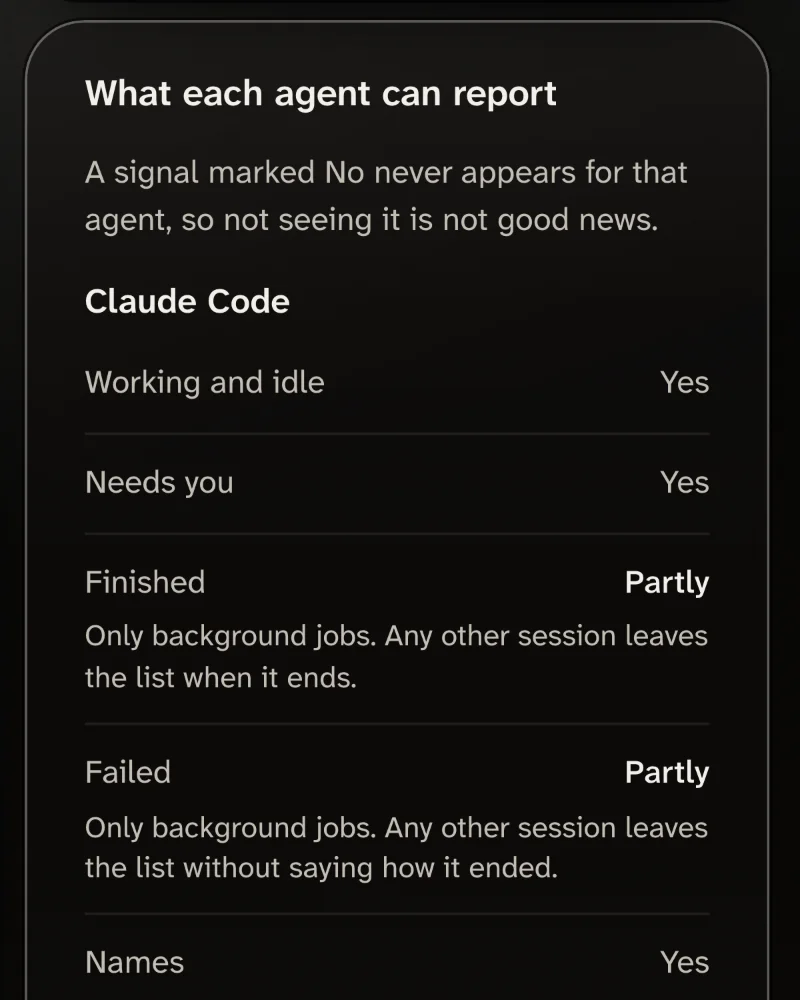 What each agent can report
A signal marked No never appears for that
agent, so not seeing it is not good news.
Claude Code
Working and idle Yes
Needs you Yes
Finished Partly
Only background jobs. Any other session leaves
the list when it ends.
Failed Partly
Only background jobs. Any other session leaves
the list without saying how it ended.
Names Yes